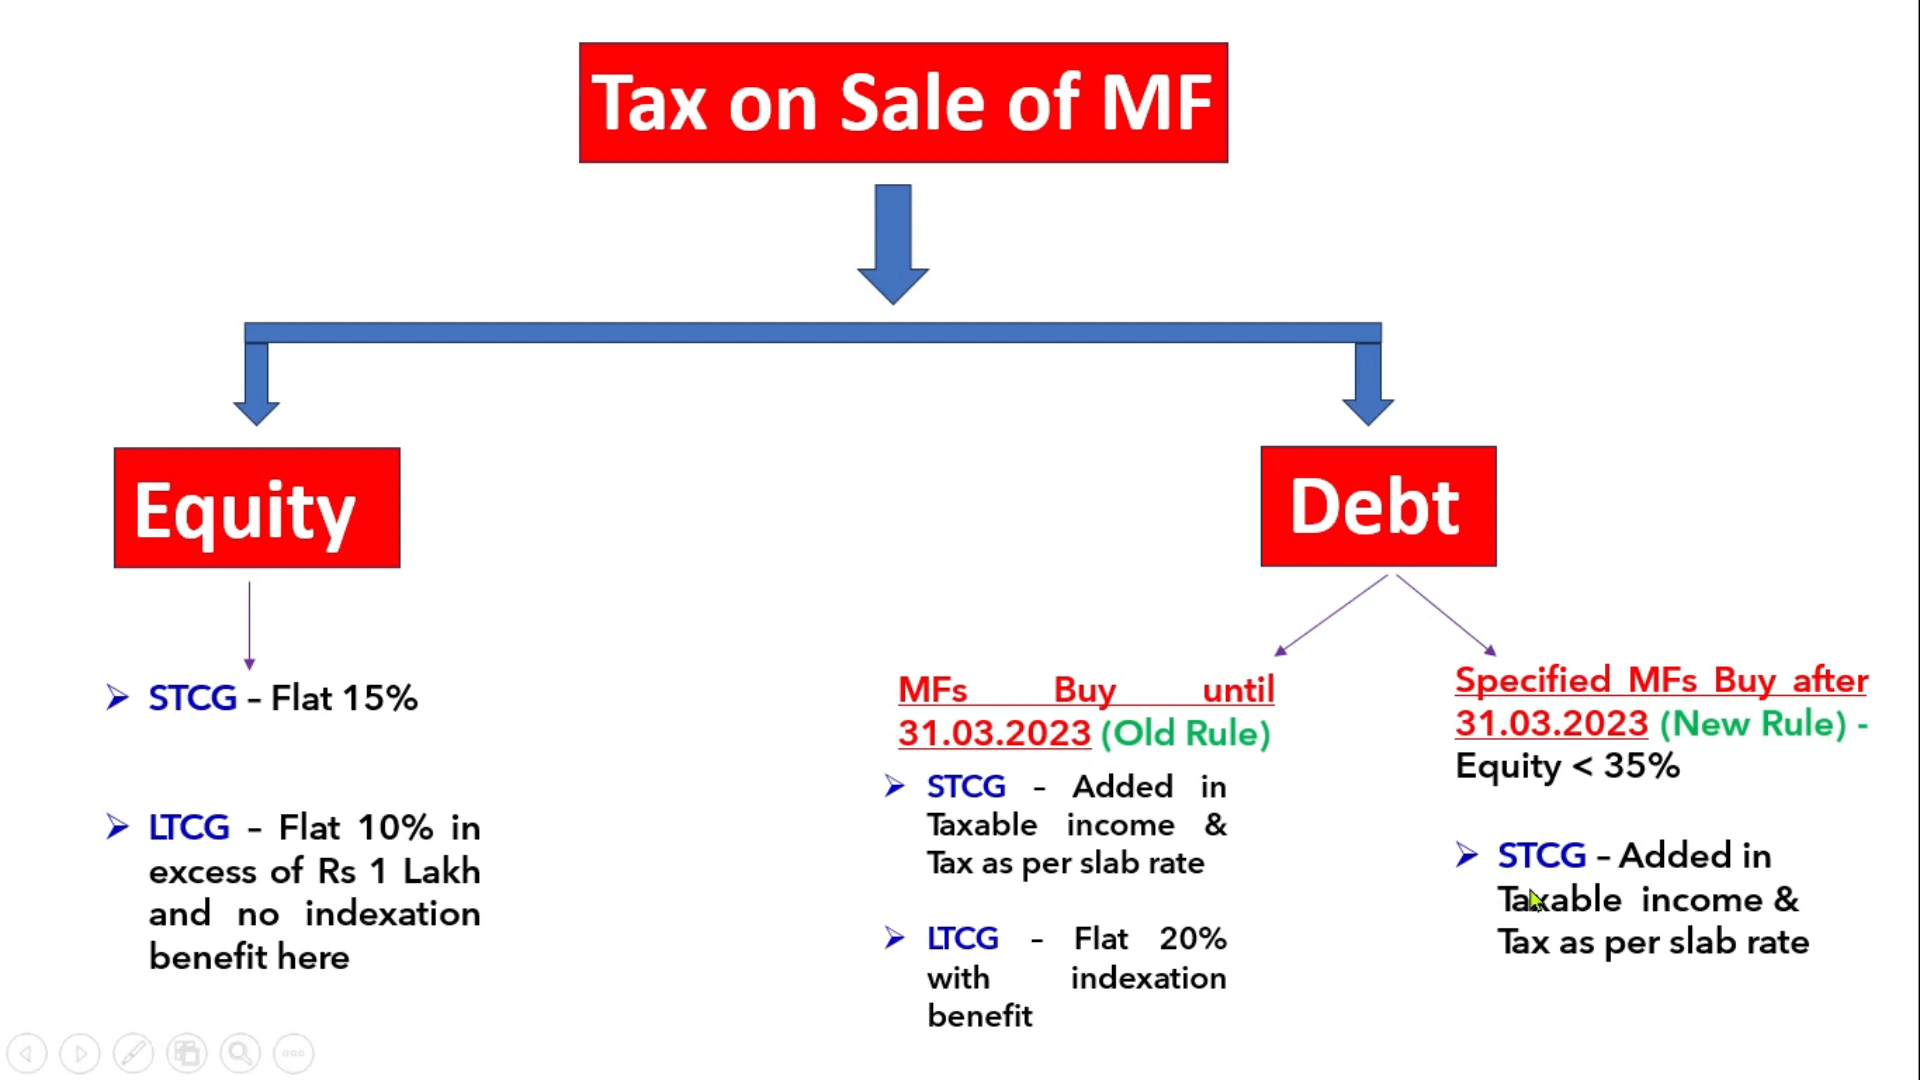 Tax on Sale of MF
Equity
Debt
STCG – Flat 15%
LTCG – Flat 10% in
excess of Rs 1 Lakh
and no indexation
benefit here
MFs Buy until
31.03.2023 (Old Rule)
STCG – Added in
Taxable income &
Tax as per slab rate
LTCG – Flat 20%
with indexation
benefit
Specified MFs Buy after
31.03.2023 (New Rule) -
Equity < 35%
STCG – Added in
Taxable income &
Tax as per slab rate